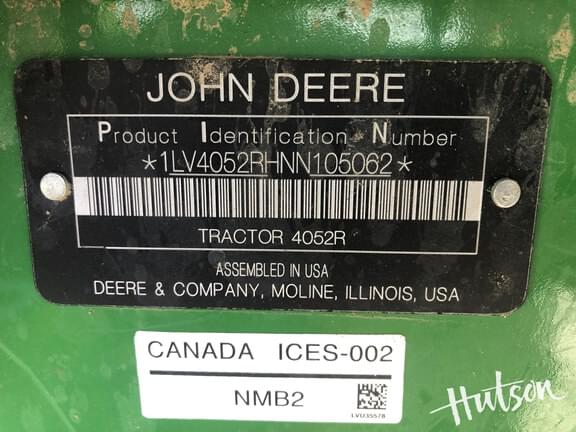 JOHN DEERE
Product Identification Number
*1LV4052RHNN105062*
TRACTOR 4052R
ASSEMBLED IN USA
DEERE & COMPANY, MOLINE, ILLINOIS, USA
CANADA ICES-002
NMB2
LVU35578
Hutson